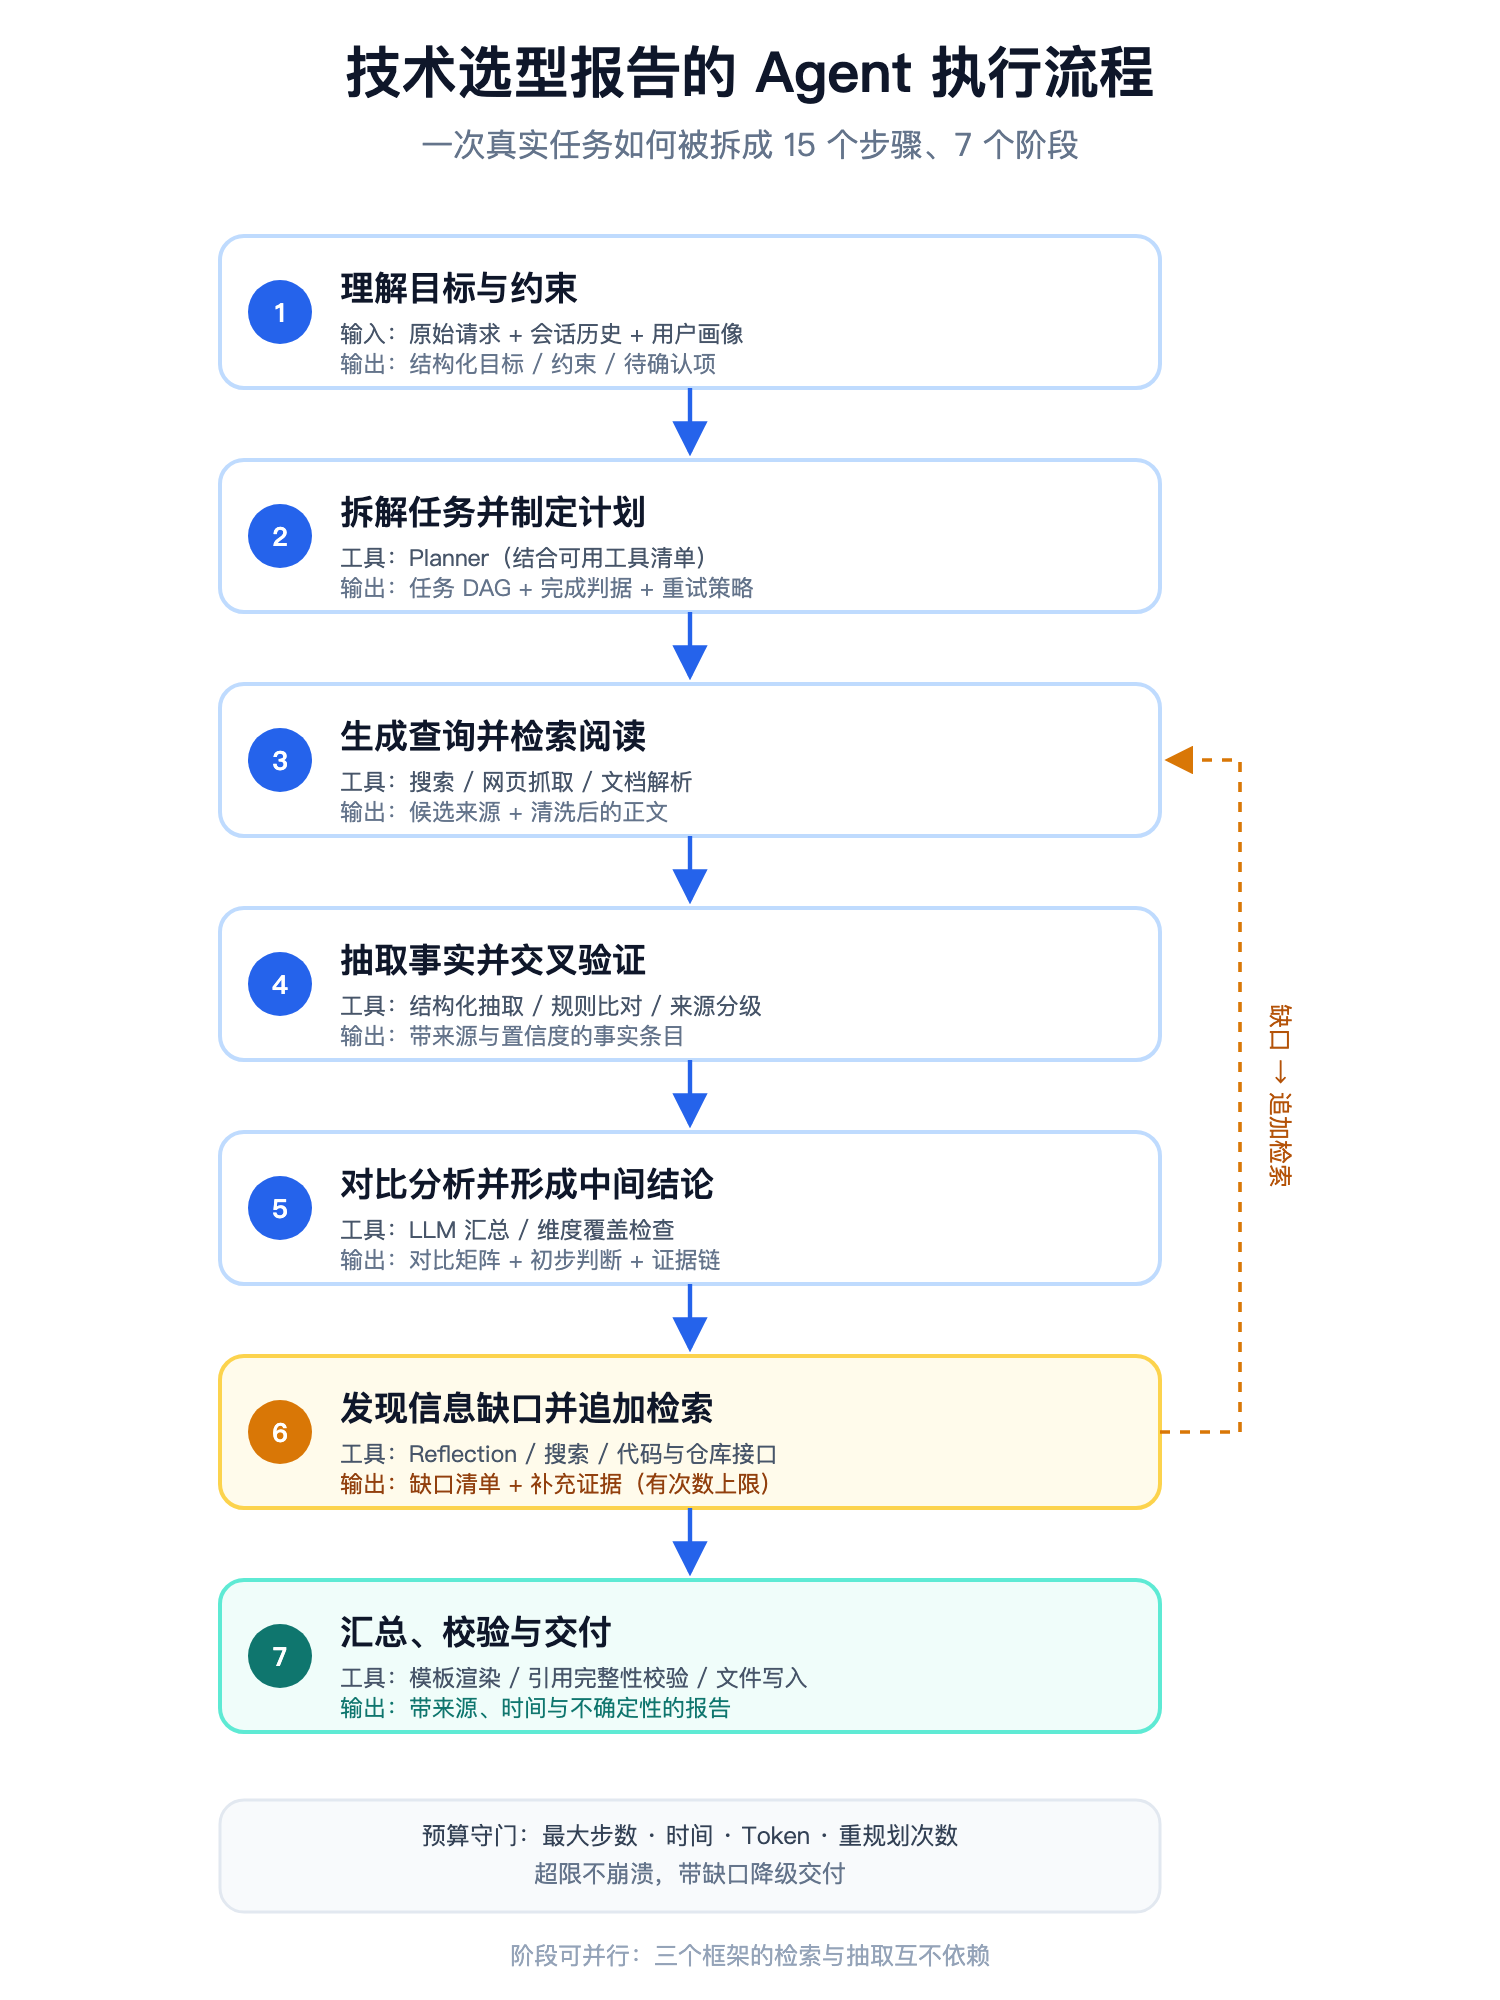 技术选型报告的 Agent 执行流程
一次真实任务如何被拆成 15 个步骤、7 个阶段
1
理解目标与约束
输入：原始请求 + 会话历史 + 用户画像
输出：结构化目标 / 约束 / 待确认项
2
拆解任务并制定计划
工具：Planner（结合可用工具清单）
输出：任务 DAG + 完成判据 + 重试策略
3
生成查询并检索阅读
工具：搜索 / 网页抓取 / 文档解析
输出：候选来源 + 清洗后的正文
4
抽取事实并交叉验证
工具：结构化抽取 / 规则比对 / 来源分级
输出：带来源与置信度的事实条目
5
对比分析并形成中间结论
工具：LLM 汇总 / 维度覆盖检查
输出：对比矩阵 + 初步判断 + 证据链
6
发现信息缺口并追加检索
工具：Reflection / 搜索 / 代码与仓库接口
输出：缺口清单 + 补充证据（有次数上限）
缺口 → 追加检索
7
汇总、校验与交付
工具：模板渲染 / 引用完整性校验 / 文件写入
输出：带来源、时间与不确定性的报告
预算守门：最大步数 · 时间 · Token · 重规划次数
超限不崩溃，带缺口降级交付
阶段可并行：三个框架的检索与抽取互不依赖